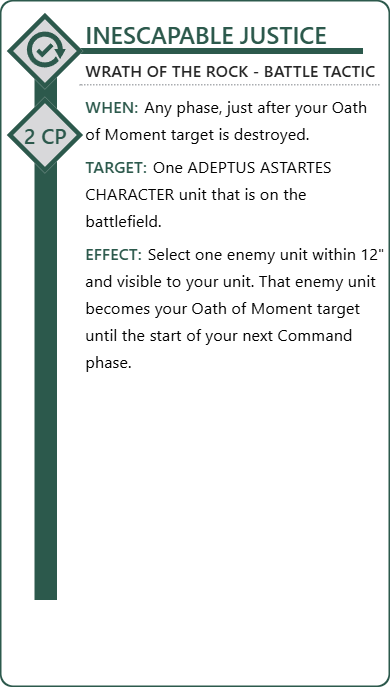 INESCAPABLE JUSTICE
WRATH OF THE ROCK - BATTLE TACTIC
2 CP
WHEN: Any phase, just after your Oath
of Moment target is destroyed.
TARGET: One ADEPTUS ASTARTES
CHARACTER unit that is on the
battlefield.
EFFECT: Select one enemy unit within 12"
and visible to your unit. That enemy unit
becomes your Oath of Moment target
until the start of your next Command
phase.